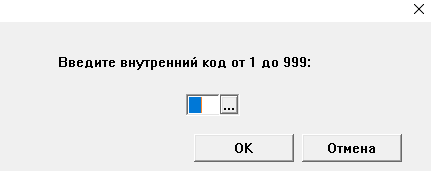 Введите внутренний код от 1 до 999:
...
OK
Отмена